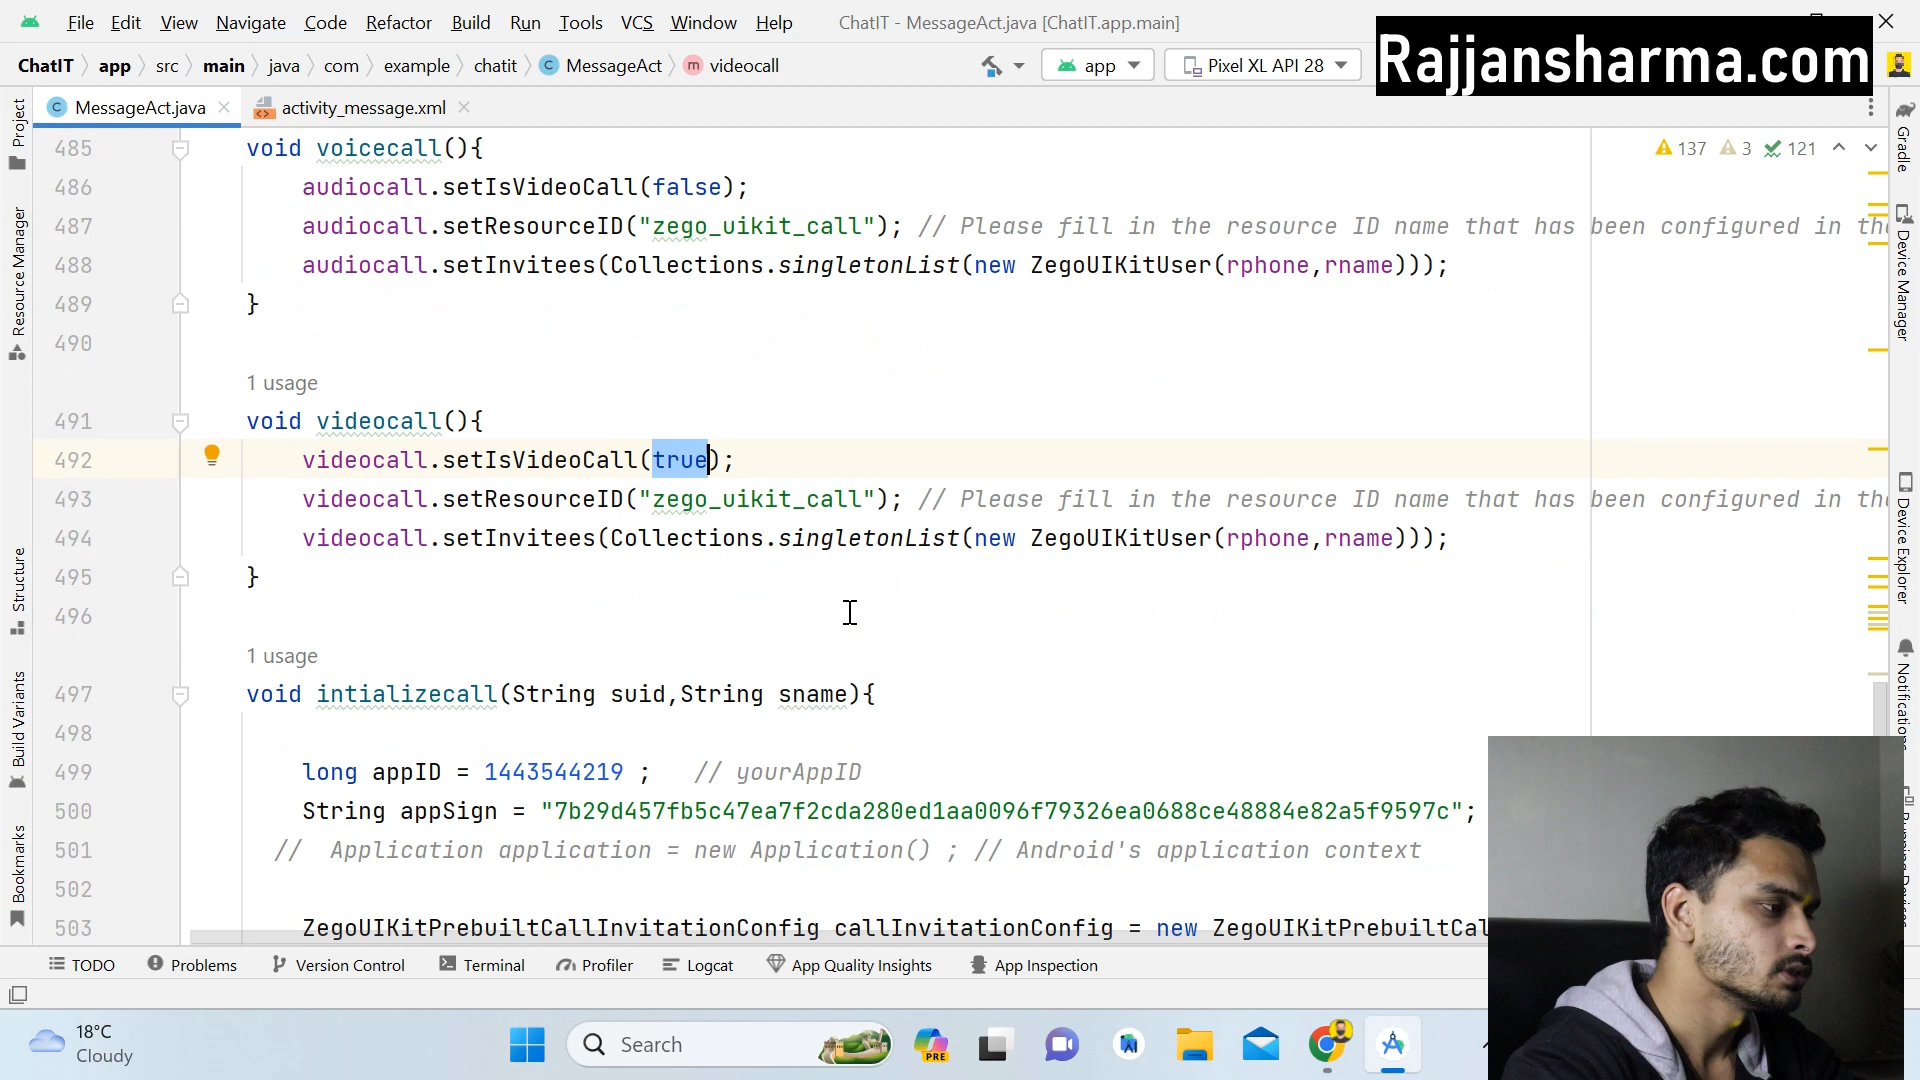 File Edit View Navigate Code Refactor Build Run Tools VCS Window Help ChatIT - MessageAct.java [ChatIT.app.main]
Rajjansharma.com
ChatIT app src main java com example chatit C MessageAct m videocall app Pixel XL API 28
C MessageAct.java activity_message.xml
137 3 121
485 void voicecall(){
486 audiocall.setIsVideoCall(false);
487 audiocall.setResourceID("zego_uikit_call"); // Please fill in the resource ID name that has been configured in the
488 audiocall.setInvitees(Collections.singletonList(new ZegoUIKitUser(rphone,rname)));
489 }
490
1 usage
491 void videocall(){
492 videocall.setIsVideoCall(true);
493 videocall.setResourceID("zego_uikit_call"); // Please fill in the resource ID name that has been configured in the
494 videocall.setInvitees(Collections.singletonList(new ZegoUIKitUser(rphone,rname)));
495 }
496
1 usage
497 void intializecall(String suid,String sname){
498
499 long appID = 1443544219 ; // yourAppID
500 String appSign = "7b29d457fb5c47ea7f2cda280ed1aa0096f79326ea0688ce48884e82a5f9597c";
501 // Application application = new Application() ; // Android's application context
502
503 ZegoUIKitPrebuiltCallInvitationConfig callInvitationConfig = new ZegoUIKitPrebuiltCal
Project
Resource Manager
Structure
Build Variants
Bookmarks
Gradle
Device Manager
Device Explorer
Notifications
TODO Problems Version Control Terminal Profiler Logcat App Quality Insights App Inspection
18°C
Cloudy
Search
PRE